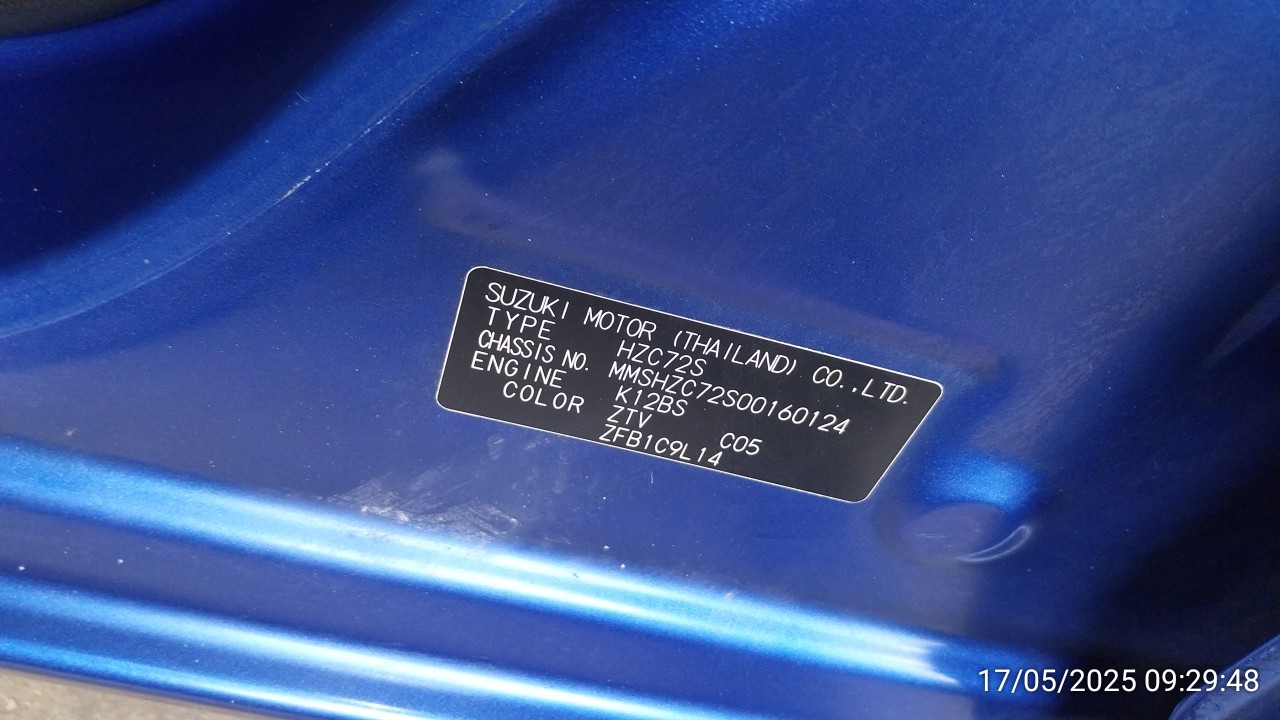 SUZUKI MOTOR (THAILAND) CO.,LTD.
TYPE HZC72S
CHASSIS NO. MMSHZC72S00160124
ENGINE K12BS
COLOR ZTV C05
ZFB1C9L14
17/05/2025 09:29:48